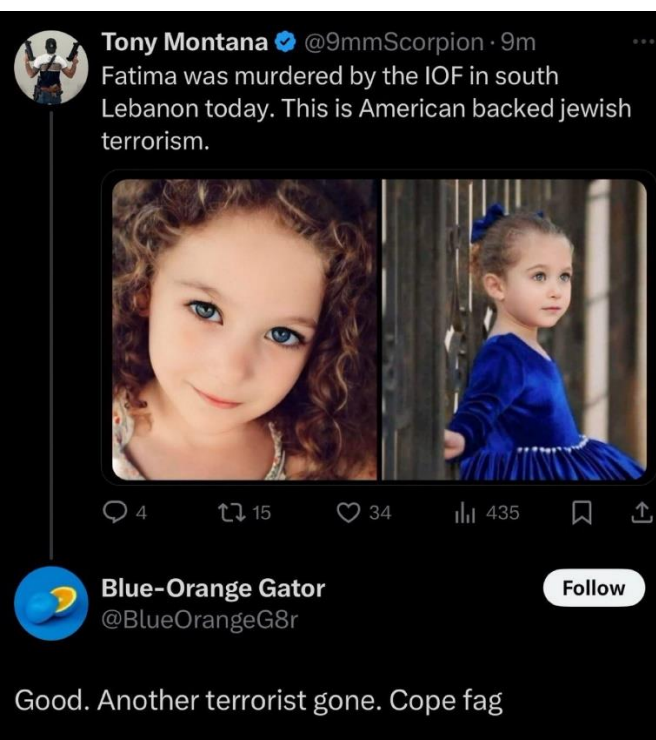 Tony Montana @9mmScorpion · 9m
Fatima was murdered by the IOF in south
Lebanon today. This is American backed jewish
terrorism.
4 15 34 435
Blue-Orange Gator
Follow
@BlueOrangeG8r
Good. Another terrorist gone. Cope fag